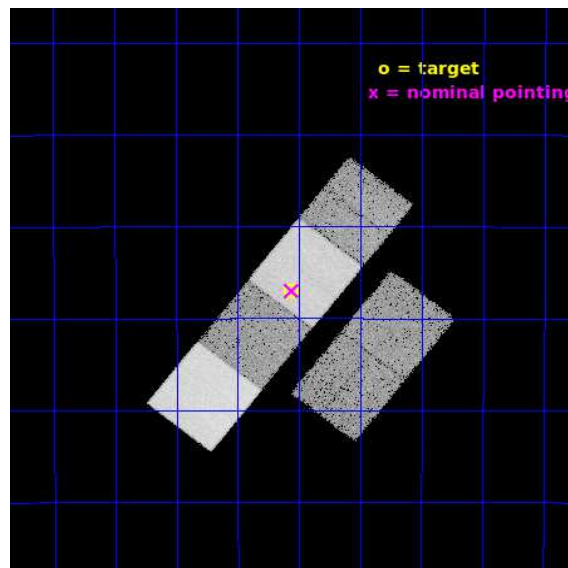 o = target
x = nominal pointing